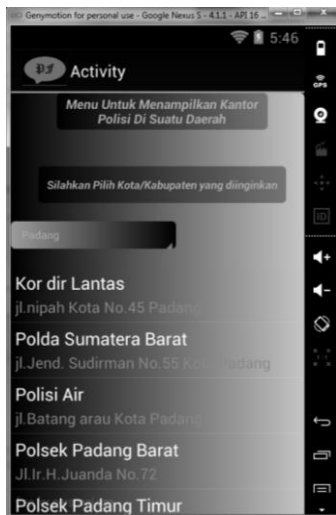 Genymotion for personal use - Google Nexus S - 4.1.1 - API 16 ...
5:46
Activity
Menu Untuk Menampilkan Kantor
Polisi Di Suatu Daerah
Silahkan Pilih Kota/Kabupaten yang diinginkan
Padang
Kor dir Lantas
jl.nipah Kota No.45 Padang
Polda Sumatera Barat
jl.Jend. Sudirman No.55 Kota Padang
Polisi Air
jl.Batang arau Kota Padang
Polsek Padang Barat
Jl.Ir.H.Juanda No.72
Polsek Padang Timur
GPS
ID